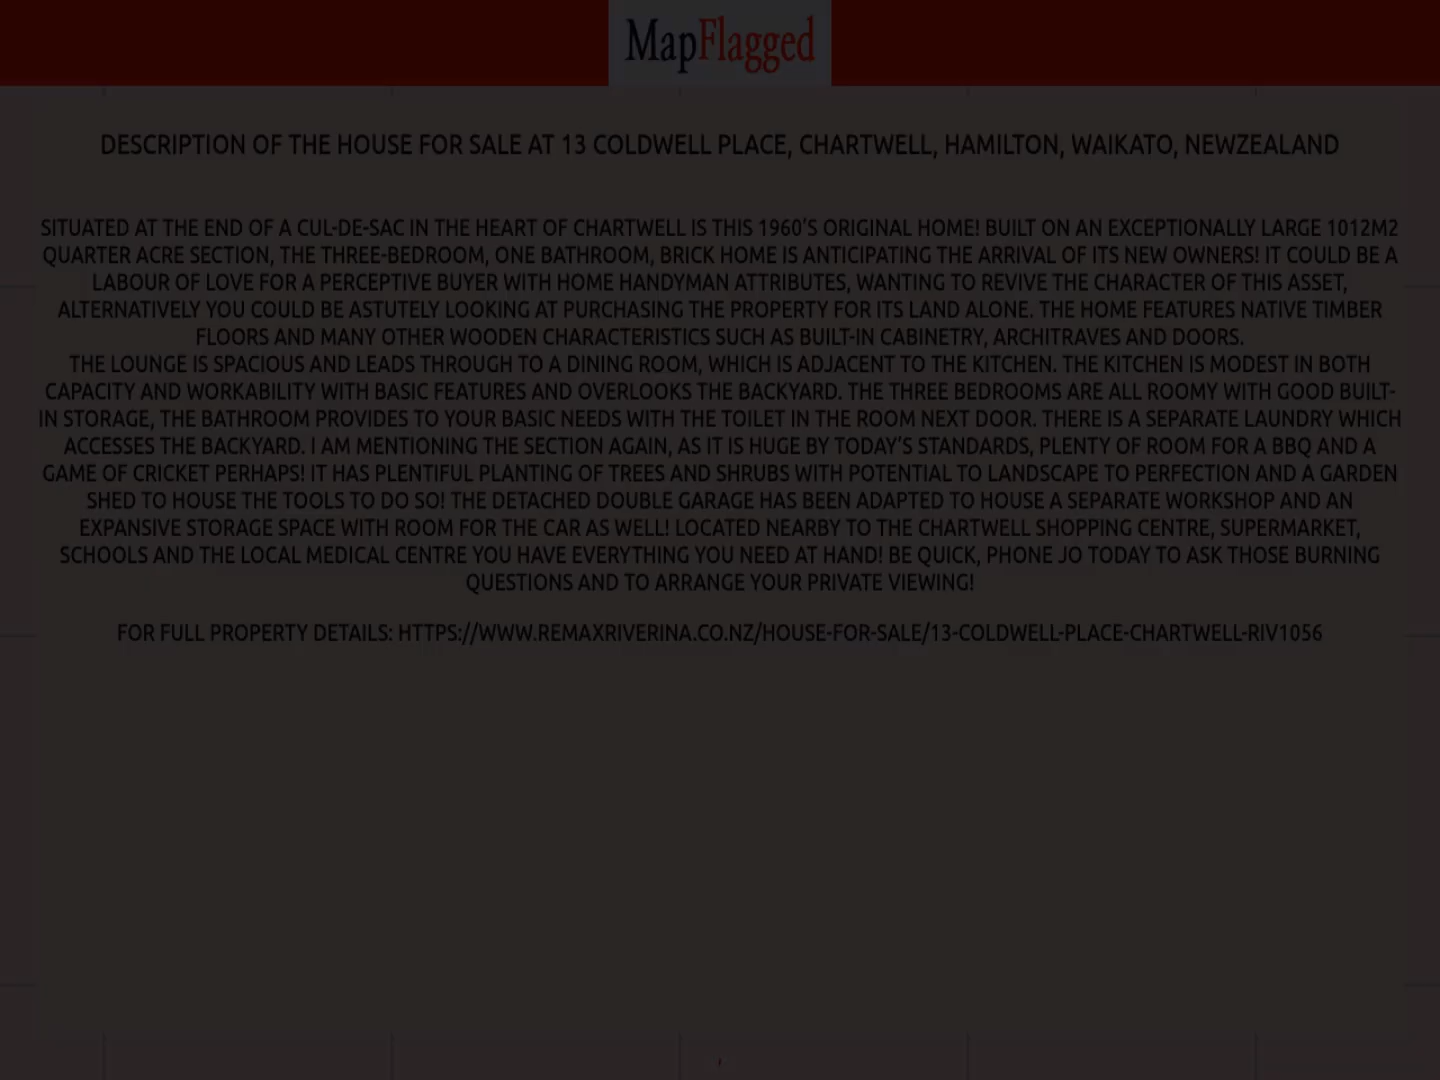 MapFlagged
DESCRIPTION OF THE HOUSE FOR SALE AT 13 COLDWELL PLACE, CHARTWELL, HAMILTON, WAIKATO, NEWZEALAND
SITUATED AT THE END OF A CUL-DE-SAC IN THE HEART OF CHARTWELL IS THIS 1960'S ORIGINAL HOME! BUILT ON AN EXCEPTIONALLY LARGE 1012M2
QUARTER ACRE SECTION, THE THREE-BEDROOM, ONE BATHROOM, BRICK HOME IS ANTICIPATING THE ARRIVAL OF ITS NEW OWNERS! IT COULD BE A
LABOUR OF LOVE FOR A PERCEPTIVE BUYER WITH HOME HANDYMAN ATTRIBUTES, WANTING TO REVIVE THE CHARACTER OF THIS ASSET,
ALTERNATIVELY YOU COULD BE ASTUTELY LOOKING AT PURCHASING THE PROPERTY FOR ITS LAND ALONE. THE HOME FEATURES NATIVE TIMBER
FLOORS AND MANY OTHER WOODEN CHARACTERISTICS SUCH AS BUILT-IN CABINETRY, ARCHITRAVES AND DOORS.
THE LOUNGE IS SPACIOUS AND LEADS THROUGH TO A DINING ROOM, WHICH IS ADJACENT TO THE KITCHEN. THE KITCHEN IS MODEST IN BOTH
CAPACITY AND WORKABILITY WITH BASIC FEATURES AND OVERLOOKS THE BACKYARD. THE THREE BEDROOMS ARE ALL ROOMY WITH GOOD BUILT-
IN STORAGE, THE BATHROOM PROVIDES TO YOUR BASIC NEEDS WITH THE TOILET IN THE ROOM NEXT DOOR. THERE IS A SEPARATE LAUNDRY WHICH
ACCESSES THE BACKYARD. I AM MENTIONING THE SECTION AGAIN, AS IT IS HUGE BY TODAY'S STANDARDS, PLENTY OF ROOM FOR A BBQ AND A
GAME OF CRICKET PERHAPS! IT HAS PLENTIFUL PLANTING OF TREES AND SHRUBS WITH POTENTIAL TO LANDSCAPE TO PERFECTION AND A GARDEN
SHED TO HOUSE THE TOOLS TO DO SO! THE DETACHED DOUBLE GARAGE HAS BEEN ADAPTED TO HOUSE A SEPARATE WORKSHOP AND AN
EXPANSIVE STORAGE SPACE WITH ROOM FOR THE CAR AS WELL! LOCATED NEARBY TO THE CHARTWELL SHOPPING CENTRE, SUPERMARKET,
SCHOOLS AND THE LOCAL MEDICAL CENTRE YOU HAVE EVERYTHING YOU NEED AT HAND! BE QUICK, PHONE JO TODAY TO ASK THOSE BURNING
QUESTIONS AND TO ARRANGE YOUR PRIVATE VIEWING!
FOR FULL PROPERTY DETAILS: HTTPS://WWW.REMAXRIVERINA.CO.NZ/HOUSE-FOR-SALE/13-COLDWELL-PLACE-CHARTWELL-RIV1056
,